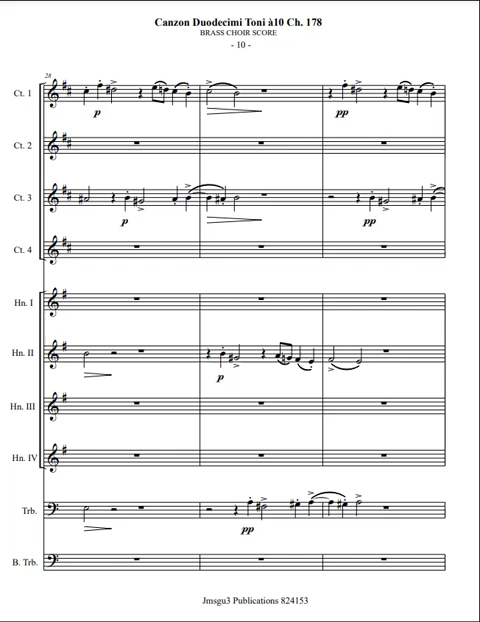 Canzon Duodecimi Toni à10 Ch. 178
BRASS CHOIR SCORE
- 10 -
28
Ct. 1
p
pp
Ct. 2
Ct. 3
p
pp
Ct. 4
Hn. I
Hn. II
p
Hn. III
Hn. IV
Trb.
pp
B. Trb.
Jmsgu3 Publications 824153